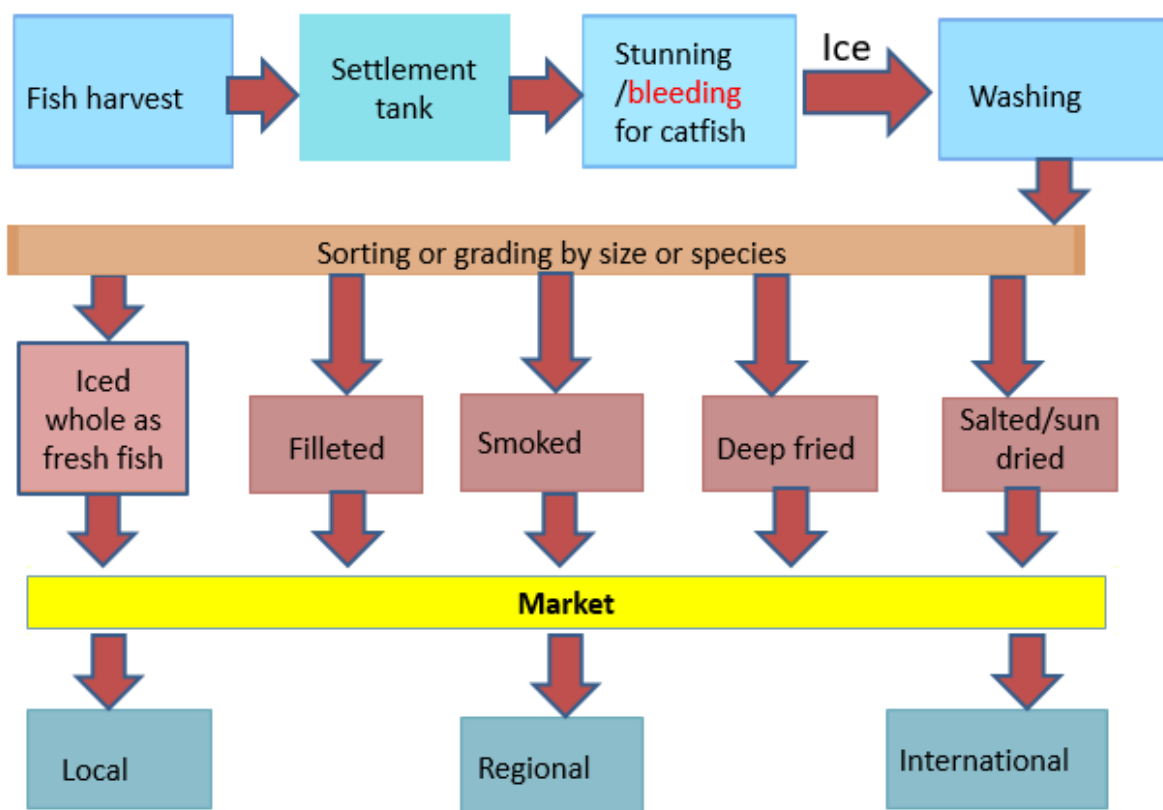 Fish harvest
Settlement
tank
Stunning
/bleeding
for catfish
Ice
Washing
Sorting or grading by size or species
Iced
whole as
fresh fish
Filleted
Smoked
Deep fried
Salted/sun
dried
Market
Local
Regional
International